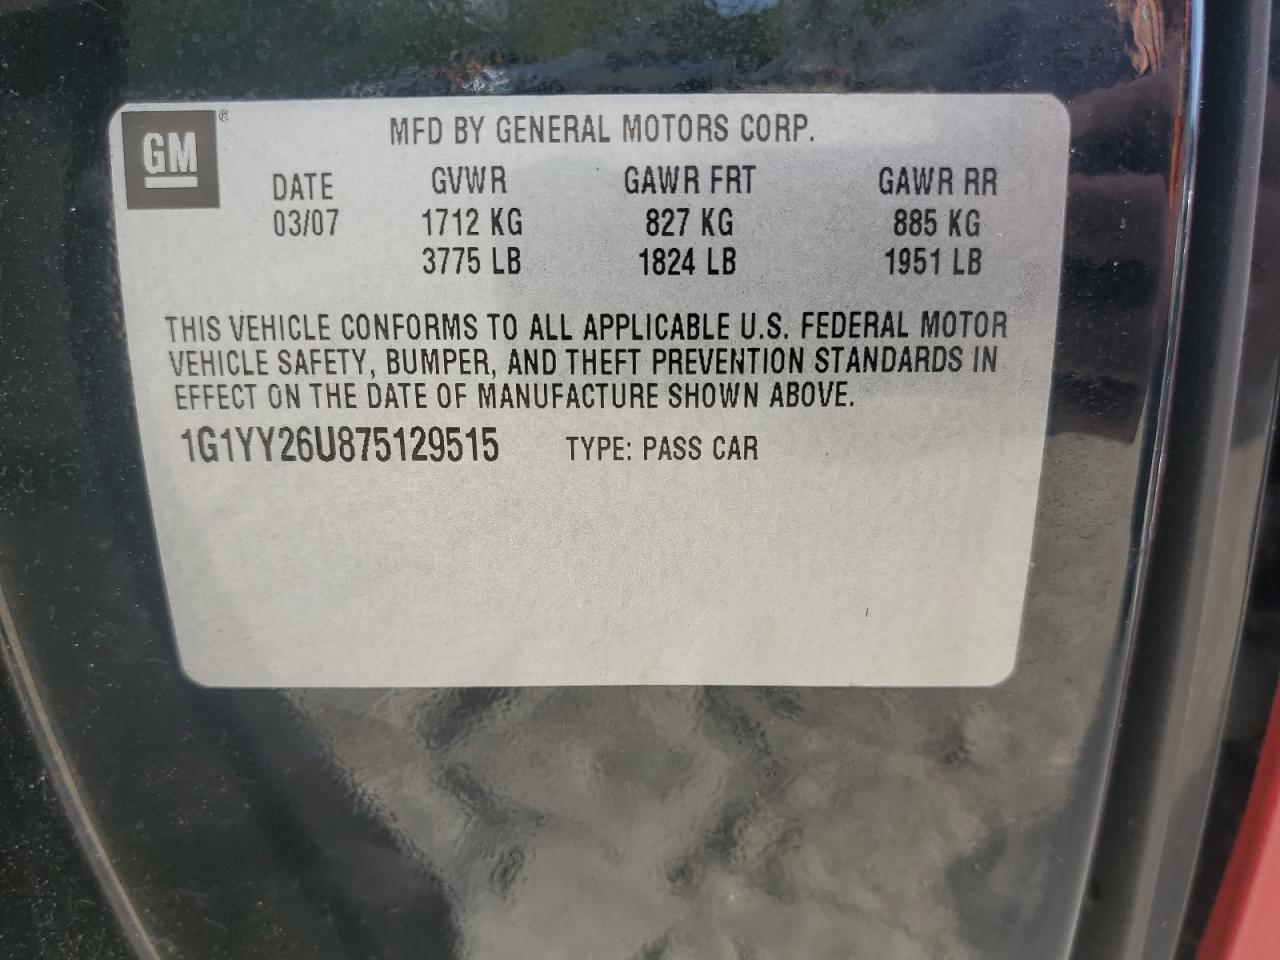 GM ®
MFD BY GENERAL MOTORS CORP.
DATE GVWR GAWR FRT GAWR RR
03/07 1712 KG 827 KG 885 KG
3775 LB 1824 LB 1951 LB
THIS VEHICLE CONFORMS TO ALL APPLICABLE U.S. FEDERAL MOTOR
VEHICLE SAFETY, BUMPER, AND THEFT PREVENTION STANDARDS IN
EFFECT ON THE DATE OF MANUFACTURE SHOWN ABOVE.
1G1YY26U875129515 TYPE: PASS CAR